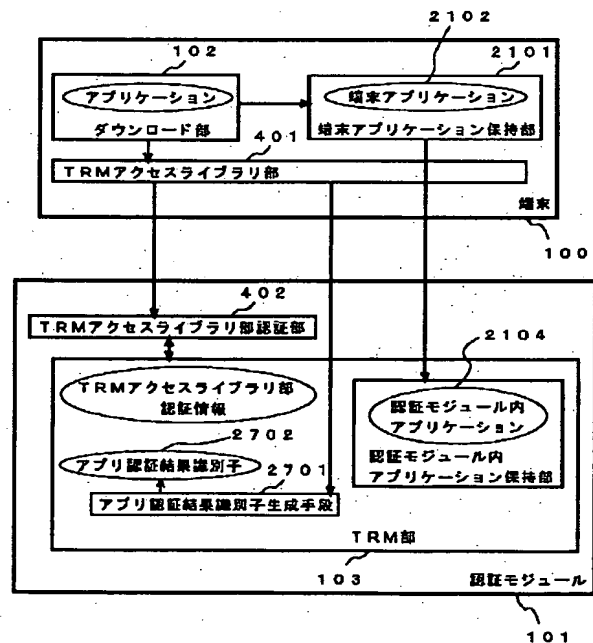 2102
102
2101
アプリケーション
端末アプリケーション
ダウンロード部
端末アプリケーション保持部
401
TRMアクセスライブラリ部
端末
100
402
TRMアクセスライブラリ部認証部
2104
TRMアクセスライブラリ部
認証情報
認証モジュール内
アプリケーション
2702
アプリ認証結果識別子
認証モジュール内
アプリケーション保持部
2701
アプリ認証結果識別子生成手段
TRM部
103
認証モジュール
101